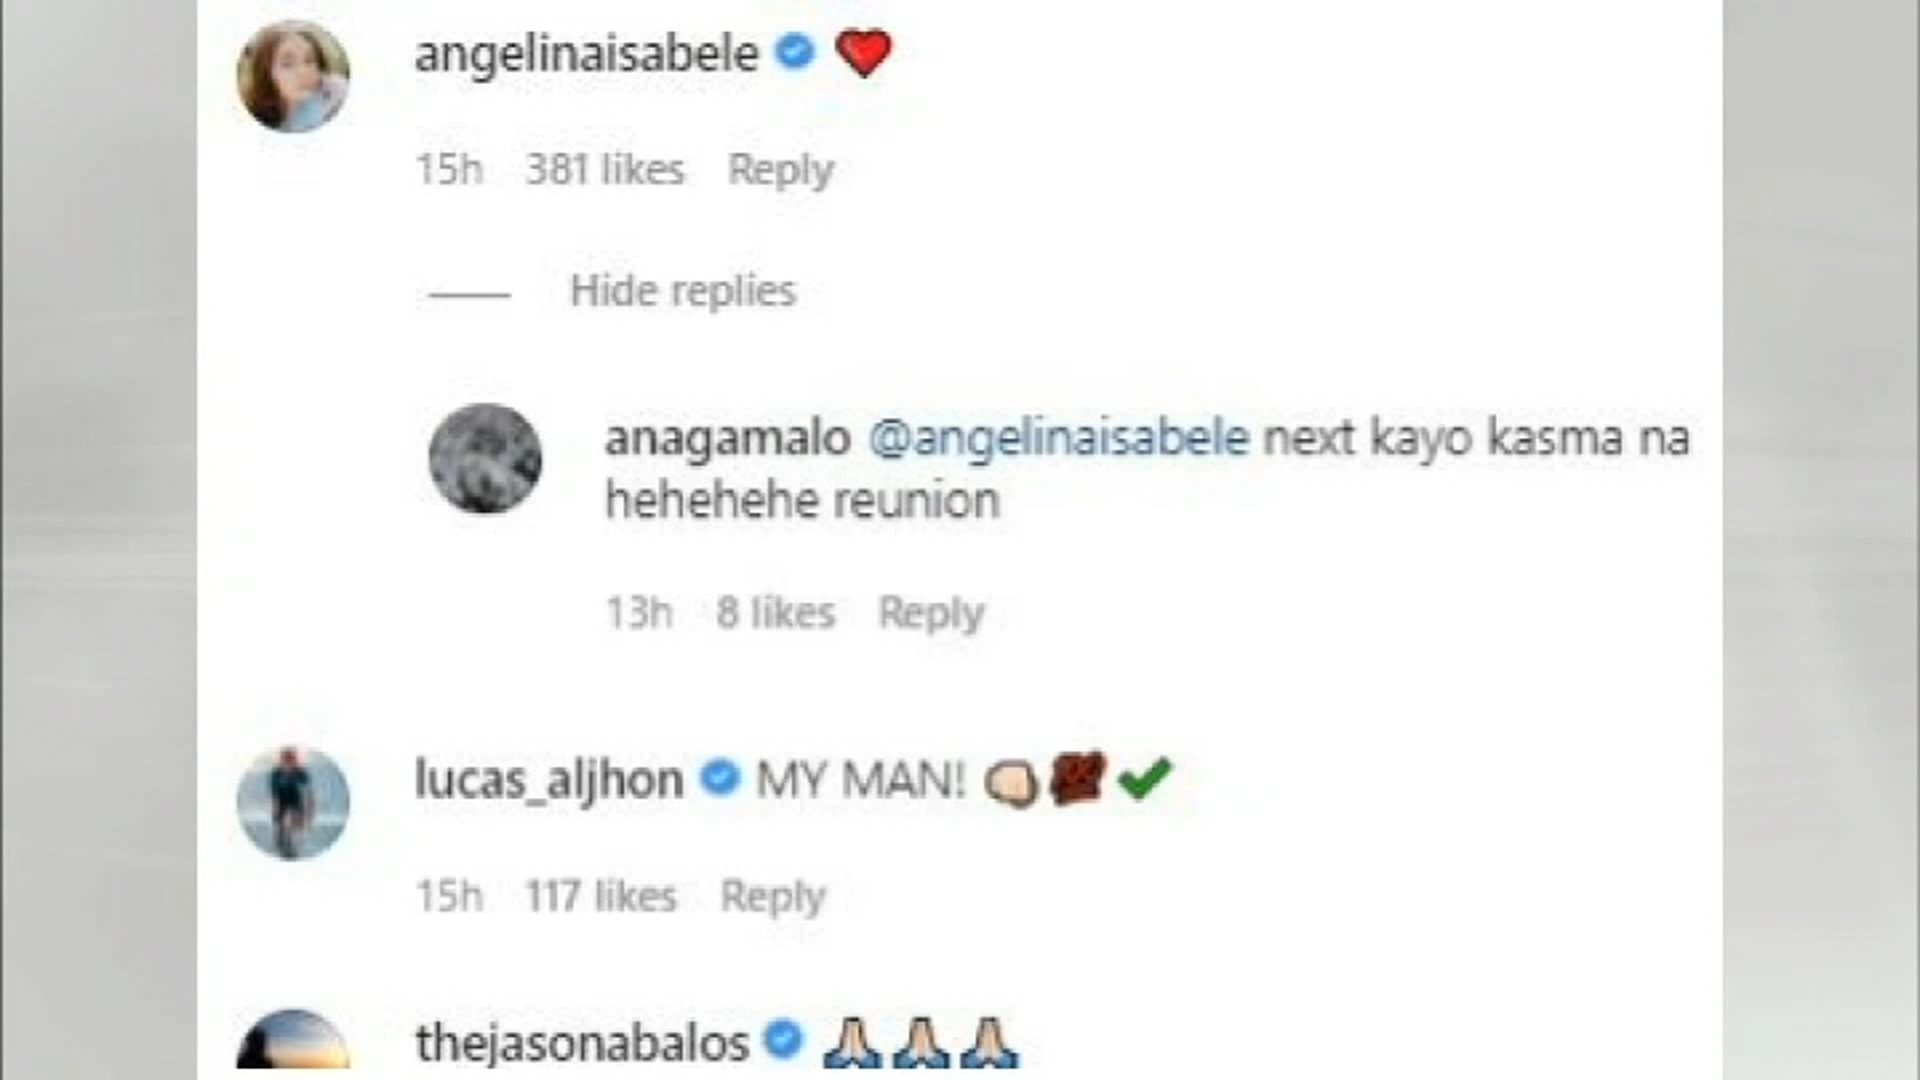 angelinaisabele ❤️
15h 381 likes Reply
Hide replies
anagamalo @angelinaisabele next kayo kasma na
hehehehe reunion
13h 8 likes Reply
lucas_aljhon MY MAN! 👊🏻💯✔️
15h 117 likes Reply
thejasonabalos 🙏🏻🙏🏻🙏🏻